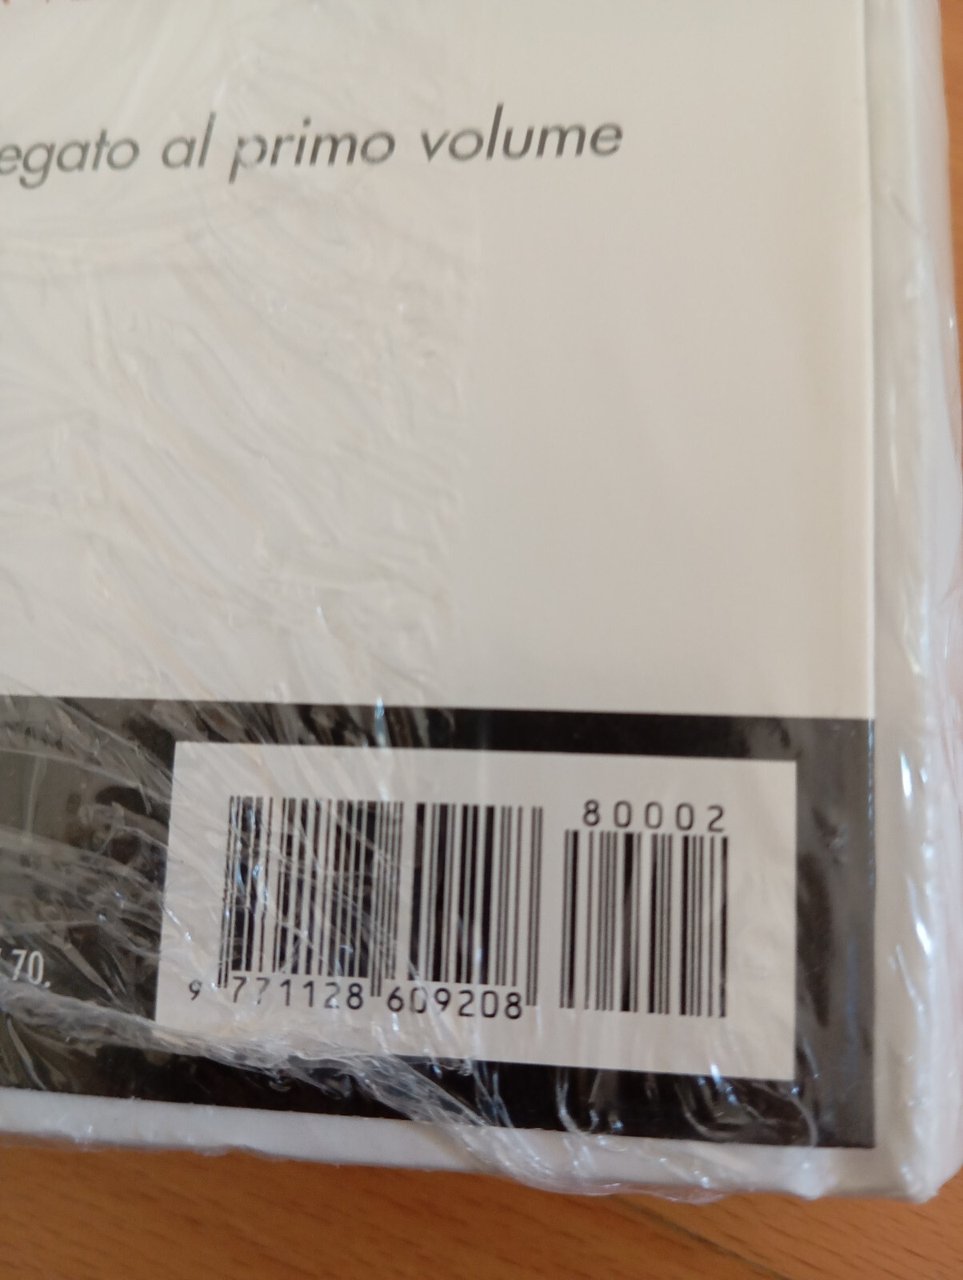 egato al primo volume
80002
70.
9 771128 609208